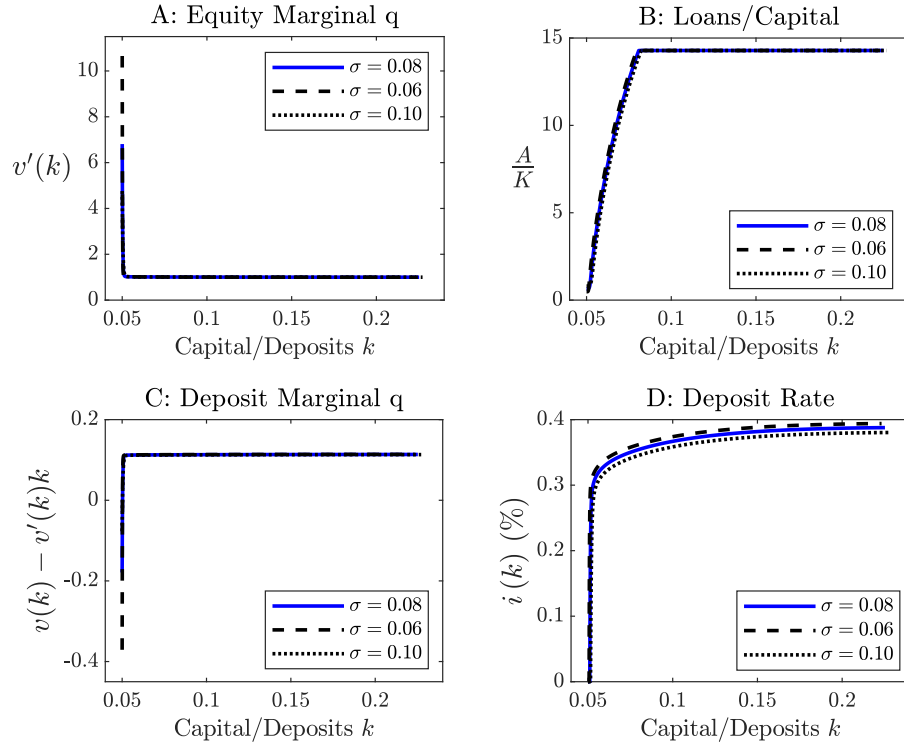 A: Equity Marginal q
v′(k)
10
8
6
4
2
0
0.05 0.1 0.15 0.2
Capital/Deposits k
σ = 0.08
σ = 0.06
σ = 0.10
B: Loans/Capital
A/K
15
10
5
0
0.05 0.1 0.15 0.2
Capital/Deposits k
σ = 0.08
σ = 0.06
σ = 0.10
C: Deposit Marginal q
v(k) − v′(k)k
0.2
0
-0.2
-0.4
0.05 0.1 0.15 0.2
Capital/Deposits k
σ = 0.08
σ = 0.06
σ = 0.10
D: Deposit Rate
i (k) (%)
0.4
0.3
0.2
0.1
0
0.05 0.1 0.15 0.2
Capital/Deposits k
σ = 0.08
σ = 0.06
σ = 0.10